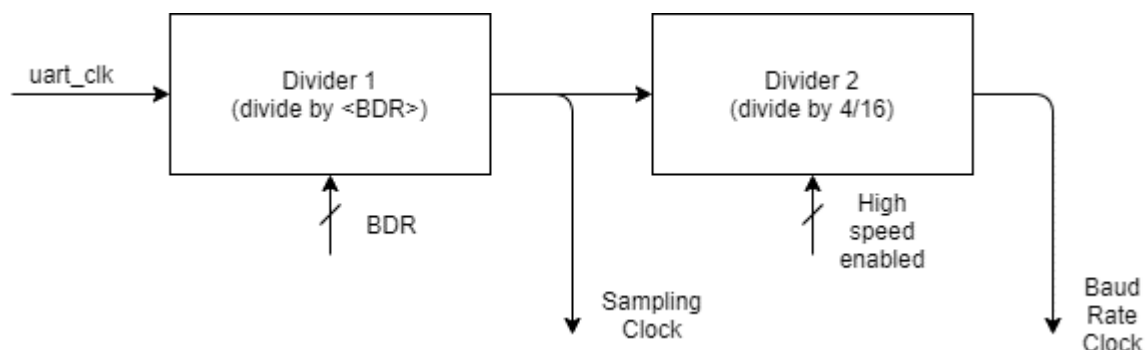 uart_clk
Divider 1
(divide by <BDR>)
BDR
Sampling
Clock
Divider 2
(divide by 4/16)
High
speed
enabled
Baud
Rate
Clock